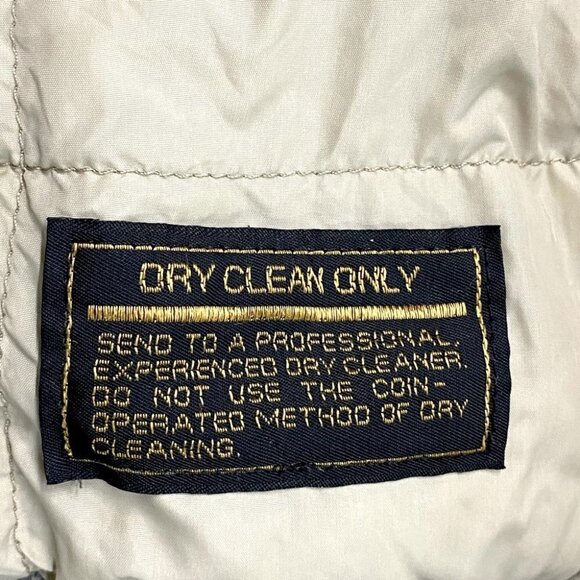 DRY CLEAN ONLY
SEND TO A PROFESSIONAL,
EXPERIENCED DRY CLEANER.
DO NOT USE THE COIN-
OPERATED METHOD OF DRY
CLEANING.